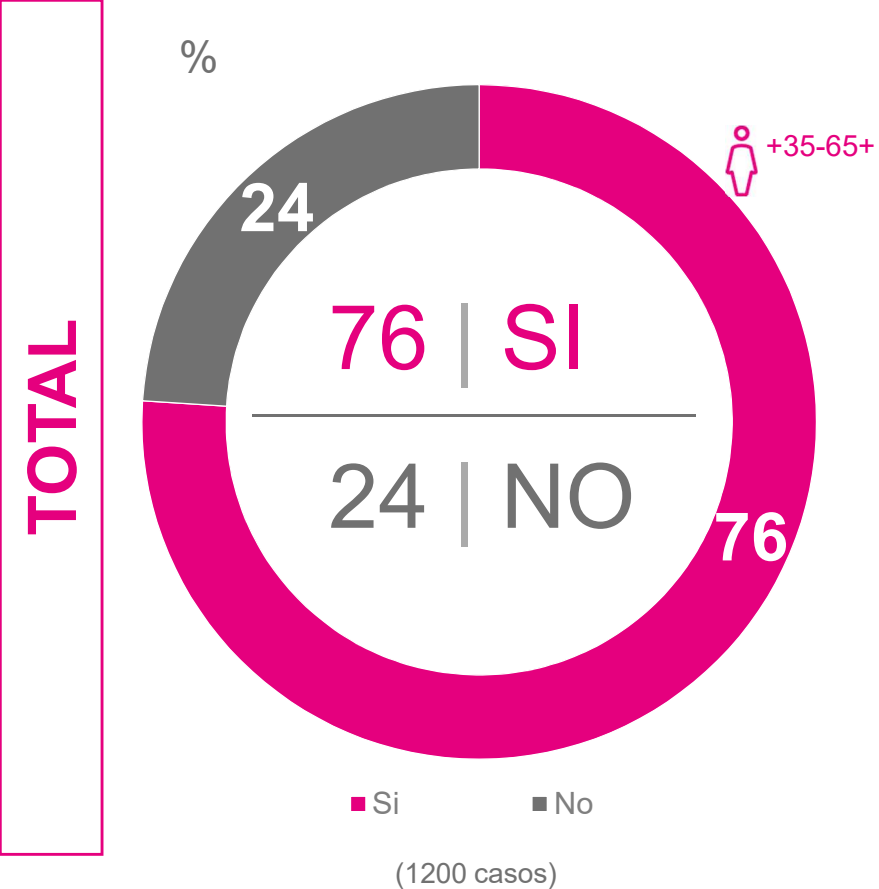 TOTAL
%
+35-65+
24
76 | SI
24 | NO
76
Si
No
(1200 casos)